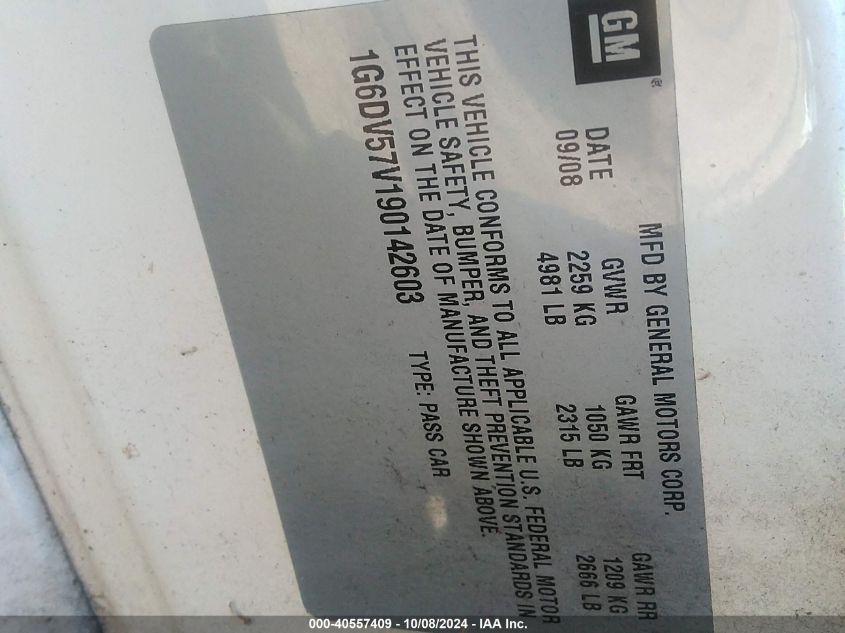 GM
®
MFD BY GENERAL MOTORS CORP.
DATE GVWR GAWR FRT GAWR RR
09/08 2259 KG 1050 KG 1209 KG
4981 LB 2315 LB 2666 LB
THIS VEHICLE CONFORMS TO ALL APPLICABLE U.S. FEDERAL MOTOR
VEHICLE SAFETY, BUMPER, AND THEFT PREVENTION STANDARDS IN
EFFECT ON THE DATE OF MANUFACTURE SHOWN ABOVE.
1G6DV57V190142603 TYPE: PASS CAR
000-40557409 - 10/08/2024 - IAA Inc.